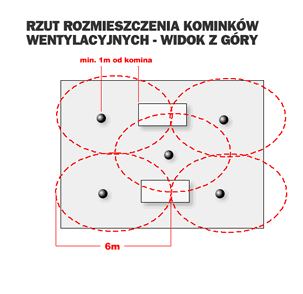 RZUT ROZMIESZCZENIA KOMINKÓW
WENTYLACYJNYCH - WIDOK Z GÓRY
min. 1m od komina
6m